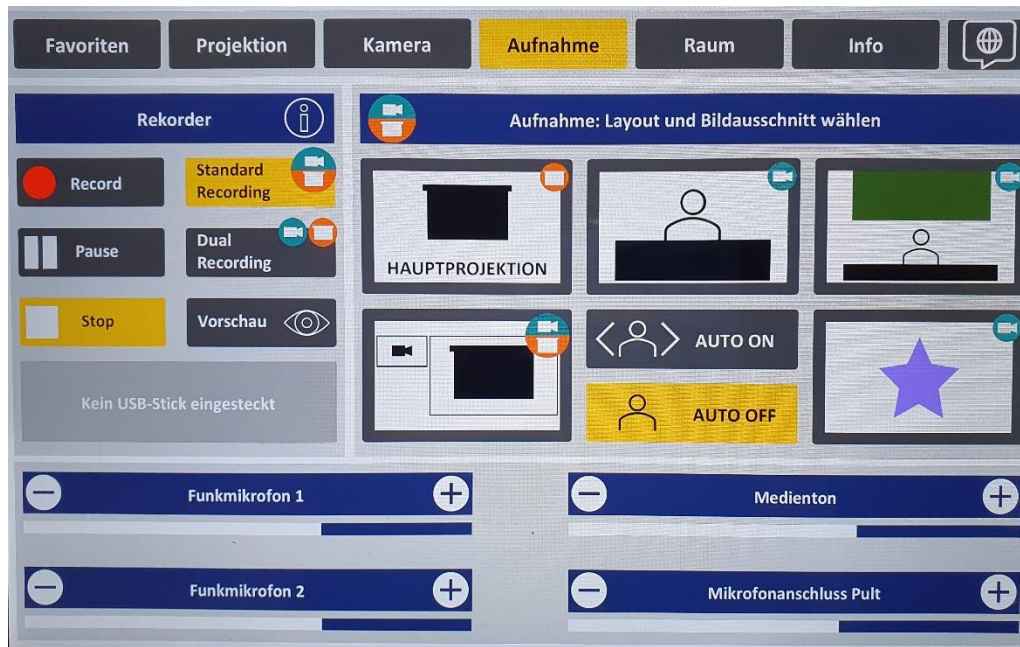 Favoriten
Projektion
Kamera
Aufnahme
Raum
Info
Rekorder
Aufnahme: Layout und Bildausschnitt wählen
Record
Standard
Recording
Pause
Dual
Recording
HAUPTPROJEKTION
Stop
Vorschau
AUTO ON
Kein USB-Stick eingesteckt
AUTO OFF
Funkmikrofon 1
Medienton
Funkmikrofon 2
Mikrofonanschluss Pult